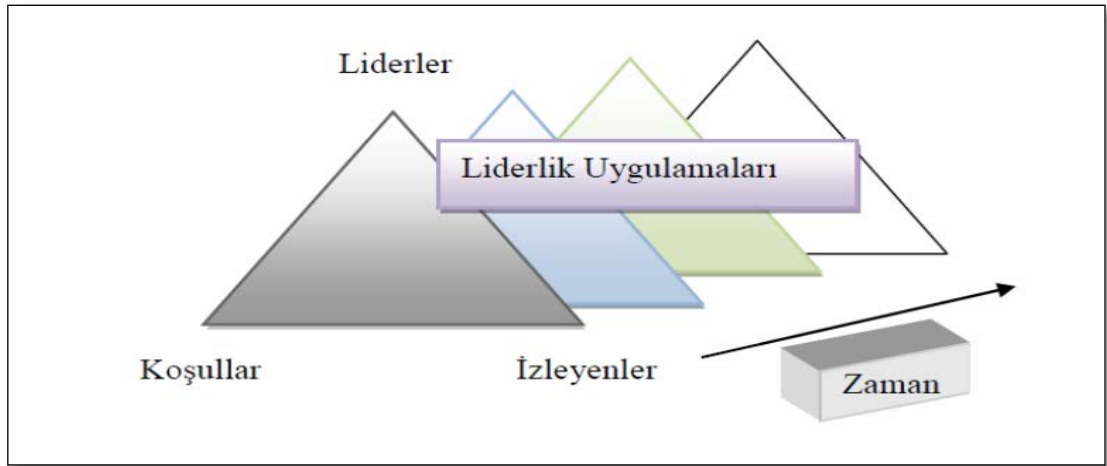 Liderler
Liderlik Uygulamaları
Koşullar
İzleyenler
Zaman